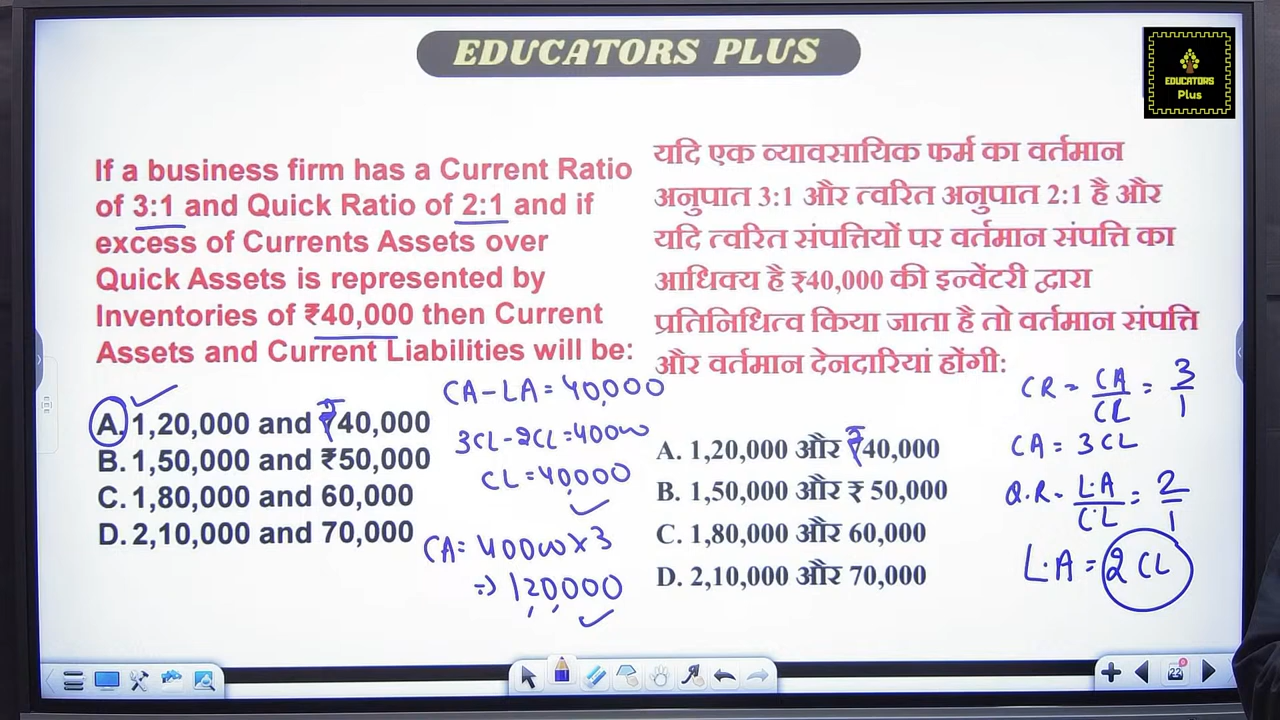 EDUCATORS PLUS
EDUCATORS
Plus
If a business firm has a Current Ratio
of 3:1 and Quick Ratio of 2:1 and if
excess of Currents Assets over
Quick Assets is represented by
Inventories of ₹40,000 then Current
Assets and Current Liabilities will be:
A. 1,20,000 and ₹40,000
B. 1,50,000 and ₹50,000
C. 1,80,000 and 60,000
D. 2,10,000 and 70,000
CA-LA=40,000
3CL-2CL=40000
CL=40,000
CA=40000×3
⇒120000
यदि एक व्यावसायिक फर्म का वर्तमान
अनुपात 3:1 और त्वरित अनुपात 2:1 है और
यदि त्वरित संपत्तियों पर वर्तमान संपत्ति का
आधिक्य है ₹40,000 की इन्वेंटरी द्वारा
प्रतिनिधित्व किया जाता है तो वर्तमान संपत्ति
और वर्तमान देनदारियां होंगी:
A. 1,20,000 और ₹40,000
B. 1,50,000 और ₹ 50,000
C. 1,80,000 और 60,000
D. 2,10,000 और 70,000
CR = CA/CL = 3/1
CA = 3CL
Q.R = L.A/CL = 2/1
L.A = 2CL
22